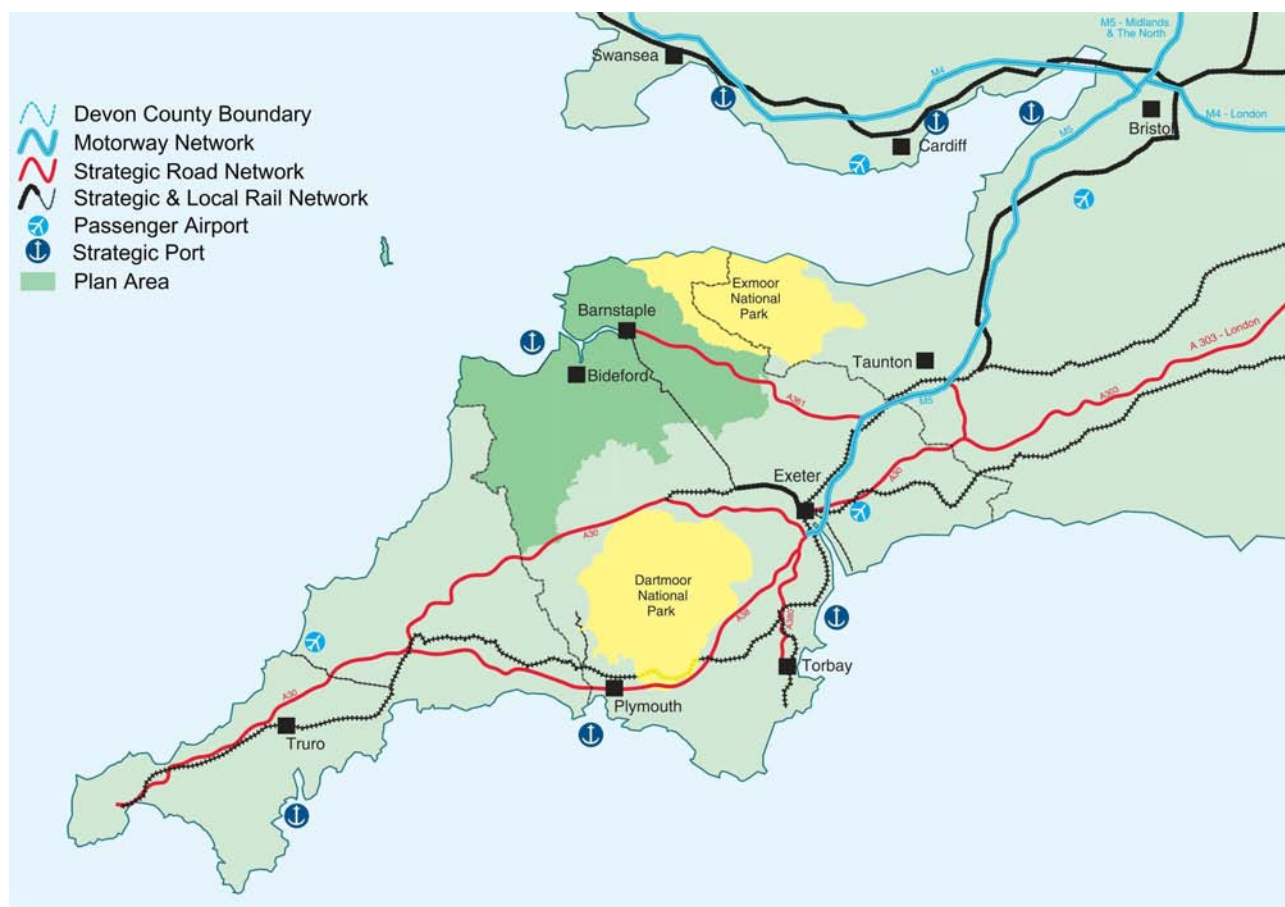 M5 - Midlands
& The North
Swansea
M4
Devon County Boundary
Motorway Network
Strategic Road Network
Strategic & Local Rail Network
Passenger Airport
Strategic Port
Plan Area
M4 - London
Bristol
M5
Cardiff
Exmoor
National
Park
Barnstaple
A 303 - London
Taunton
Bideford
A361
M5
A303
Exeter
A30
A30
Dartmoor
National
Park
A38
A380
Torbay
A30
Plymouth
Truro